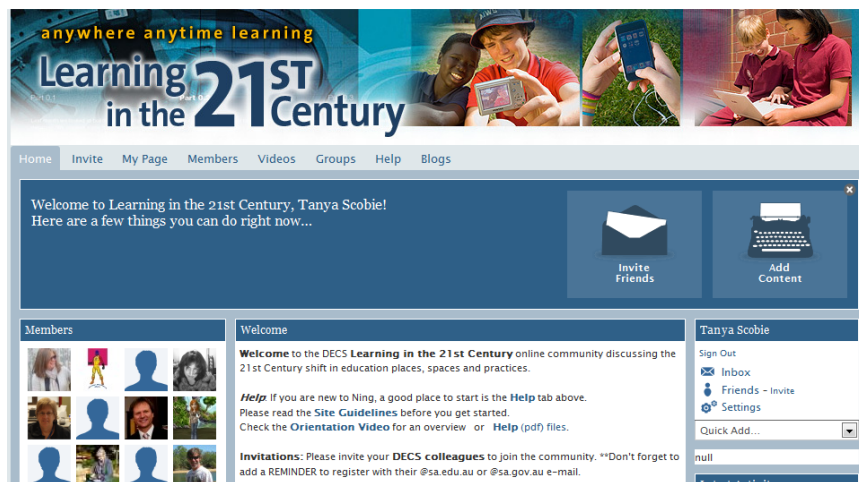 anywhere anytime learning
Learning
in the 21ST
Century
Home Invite My Page Members Videos Groups Help Blogs
Welcome to Learning in the 21st Century, Tanya Scobie!
Here are a few things you can do right now...
Invite
Friends
Add
Content
Members
Welcome
Welcome to the DECS Learning in the 21st Century online community discussing the
21st Century shift in education places, spaces and practices.
Help: If you are new to Ning, a good place to start is the Help tab above.
Please read the Site Guidelines before you get started.
Check the Orientation Video for an overview or Help (pdf) files.
Invitations: Please invite your DECS colleagues to join the community. **Don't forget to
add a REMINDER to register with their @sa.edu.au or @sa.gov.au e-mail.
Tanya Scobie
Sign Out
Inbox
Friends - Invite
Settings
Quick Add...
null